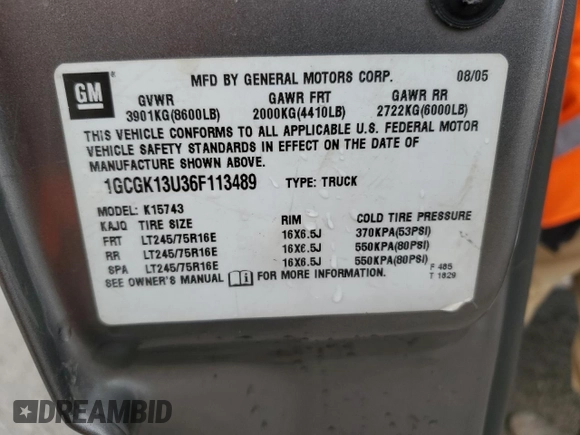 GM
MFD BY GENERAL MOTORS CORP. 08/05
GVWR GAWR FRT GAWR RR
3901KG(8600LB) 2000KG(4410LB) 2722KG(6000LB)
THIS VEHICLE CONFORMS TO ALL APPLICABLE U.S. FEDERAL MOTOR
VEHICLE SAFETY STANDARDS IN EFFECT ON THE DATE OF
MANUFACTURE SHOWN ABOVE.
1GCGK13U36F113489 TYPE: TRUCK
MODEL: K15743
KAJQ TIRE SIZE RIM COLD TIRE PRESSURE
FRT LT245/75R16E 16X6.5J 370KPA(53PSI)
RR LT245/75R16E 16X6.5J 550KPA(80PSI)
SPA LT245/75R16E 16X6.5J 550KPA(80PSI)
SEE OWNER'S MANUAL FOR MORE INFORMATION.
F 485
T 1829
DREAMBID